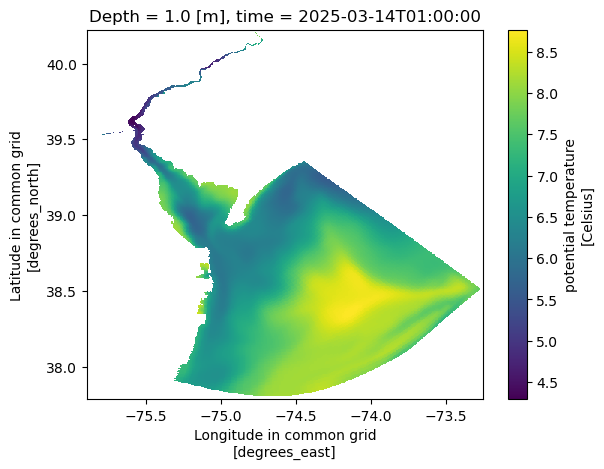 Depth = 1.0 [m], time = 2025-03-14T01:00:00
40.0
39.5
39.0
38.5
38.0
Latitude in common grid
[degrees_north]
−75.5
−75.0
−74.5
−74.0
−73.5
Longitude in common grid
[degrees_east]
8.5
8.0
7.5
7.0
6.5
6.0
5.5
5.0
4.5
potential temperature
[Celsius]